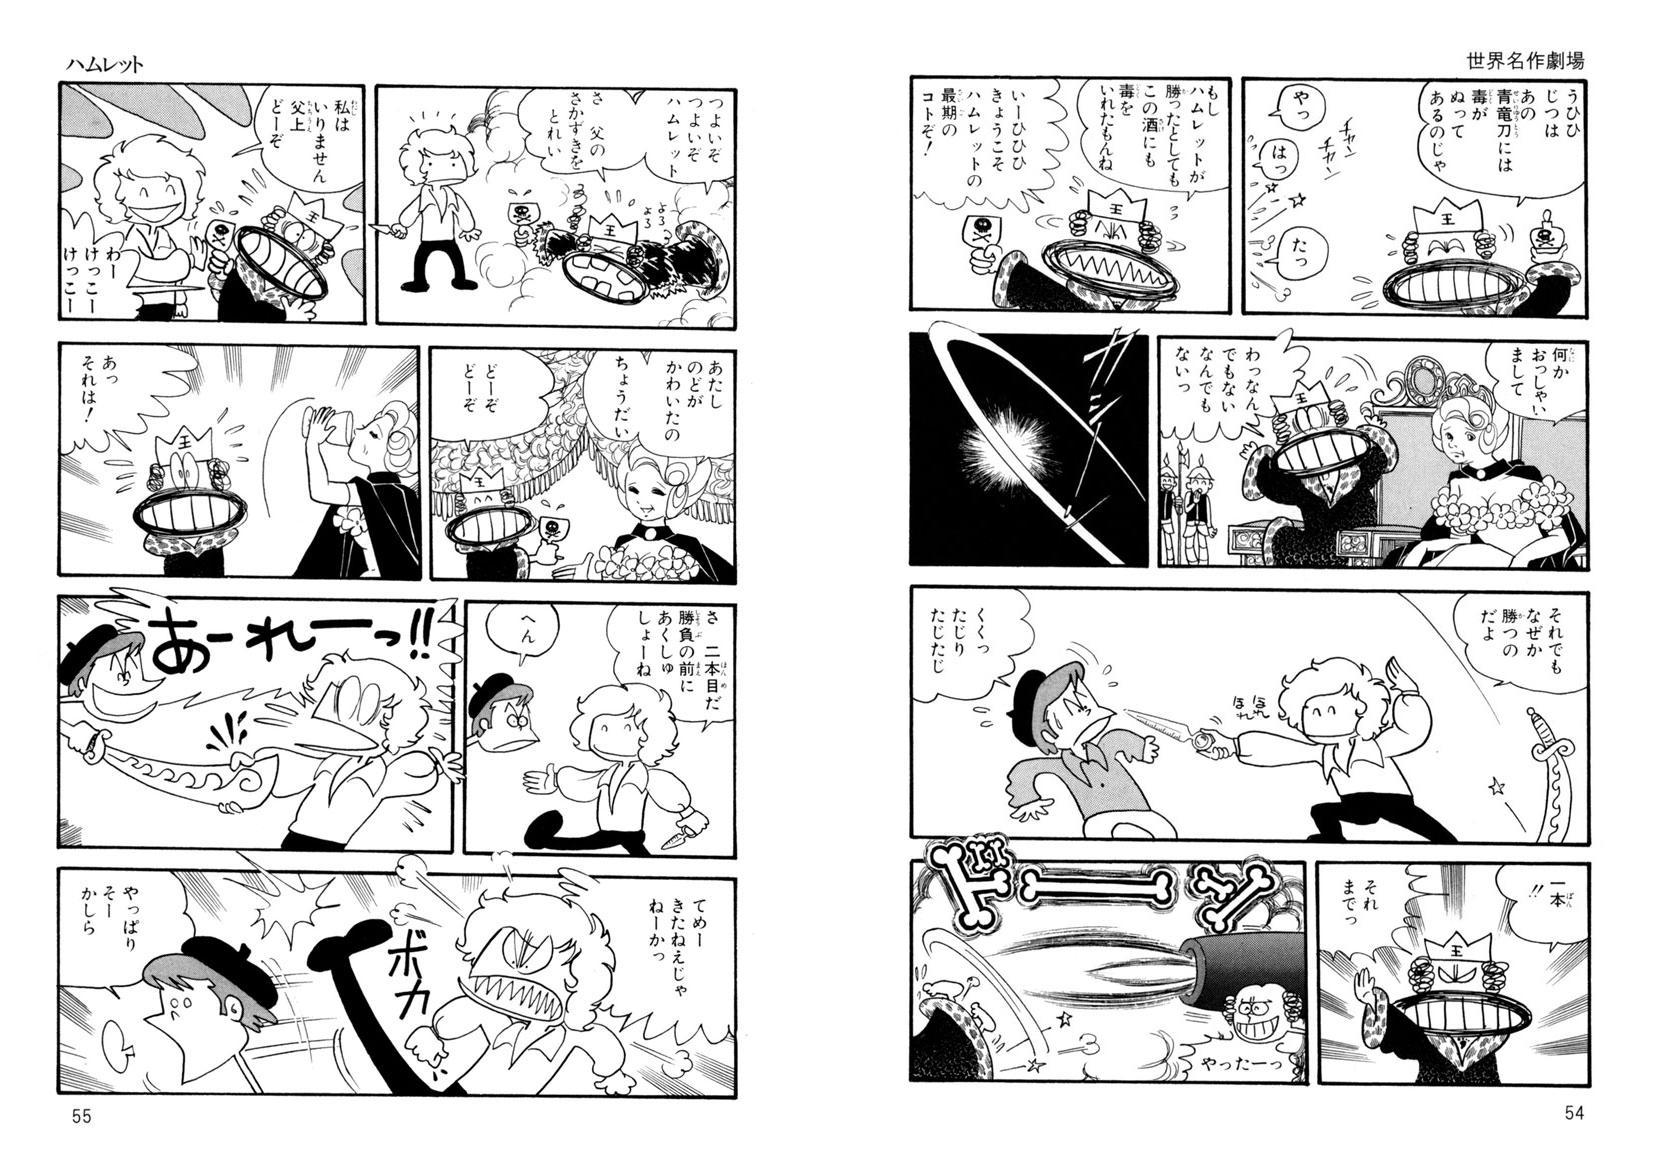 世界名作劇場
うひひ
じつは
あの
青竜刀には
毒が
ぬって
あるのじゃ
チャン
チャン
やっ
はっ
たっ
王
もし
ハムレットが
勝ったとしても
この酒にも
毒を
いれたもんね
いーひひひ
きょうこそ
ハムレットの
最期の
コトぞ!
王
何か
おっしゃい
まして
わっなんん
でもない
なんでも
ないっ
王
それでも
なぜか
勝つの
だよ
ほれ
ほれ
くくっ
たじり
たじたじ
一本
!!
それ
までっ
王
やったーっ
54
ハムレット
つよいぞ
つよいぞ
ハムレット
さ 父の
さかずきを
とれい
よろ
よろ
王
私は
いりません
父上
どーぞ
王
わー
けっこー
けっこー
あたし
のどが
かわいたの
ちょうだい
どーぞ
どーぞ
王
あっ
それは!
王
さ 二本目だ
勝負の前に
あくしゅ
しょーね
へん
あーれーっ!!
てめー
きたねえじゃ
ねーかっ
ボカ
やっぱり
そー
かしら
55